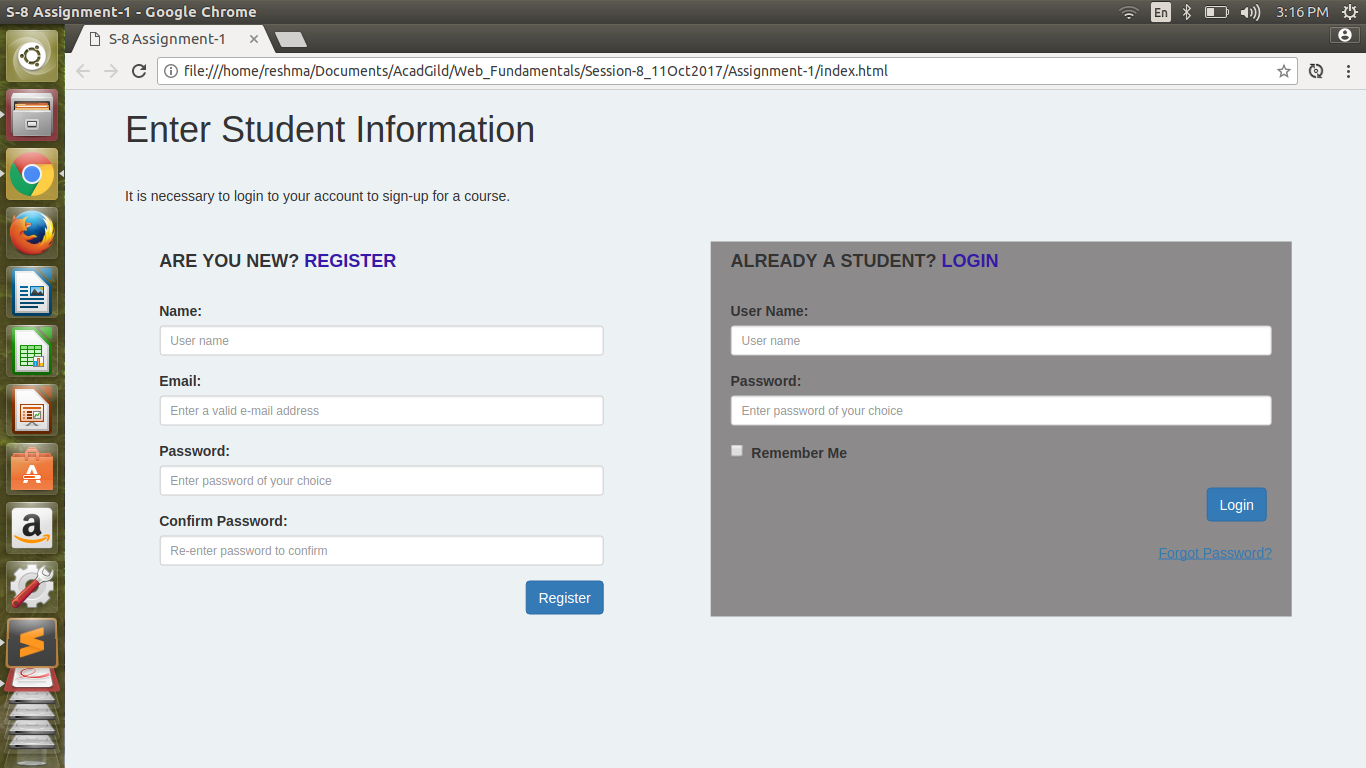 S-8 Assignment-1 - Google Chrome
En
3:16 PM
S-8 Assignment-1
file:///home/reshma/Documents/AcadGild/Web_Fundamentals/Session-8_11Oct2017/Assignment-1/index.html
Enter Student Information
It is necessary to login to your account to sign-up for a course.
ARE YOU NEW? REGISTER
Name:
User name
Email:
Enter a valid e-mail address
Password:
Enter password of your choice
Confirm Password:
Re-enter password to confirm
Register
ALREADY A STUDENT? LOGIN
User Name:
User name
Password:
Enter password of your choice
Remember Me
Login
Forgot Password?